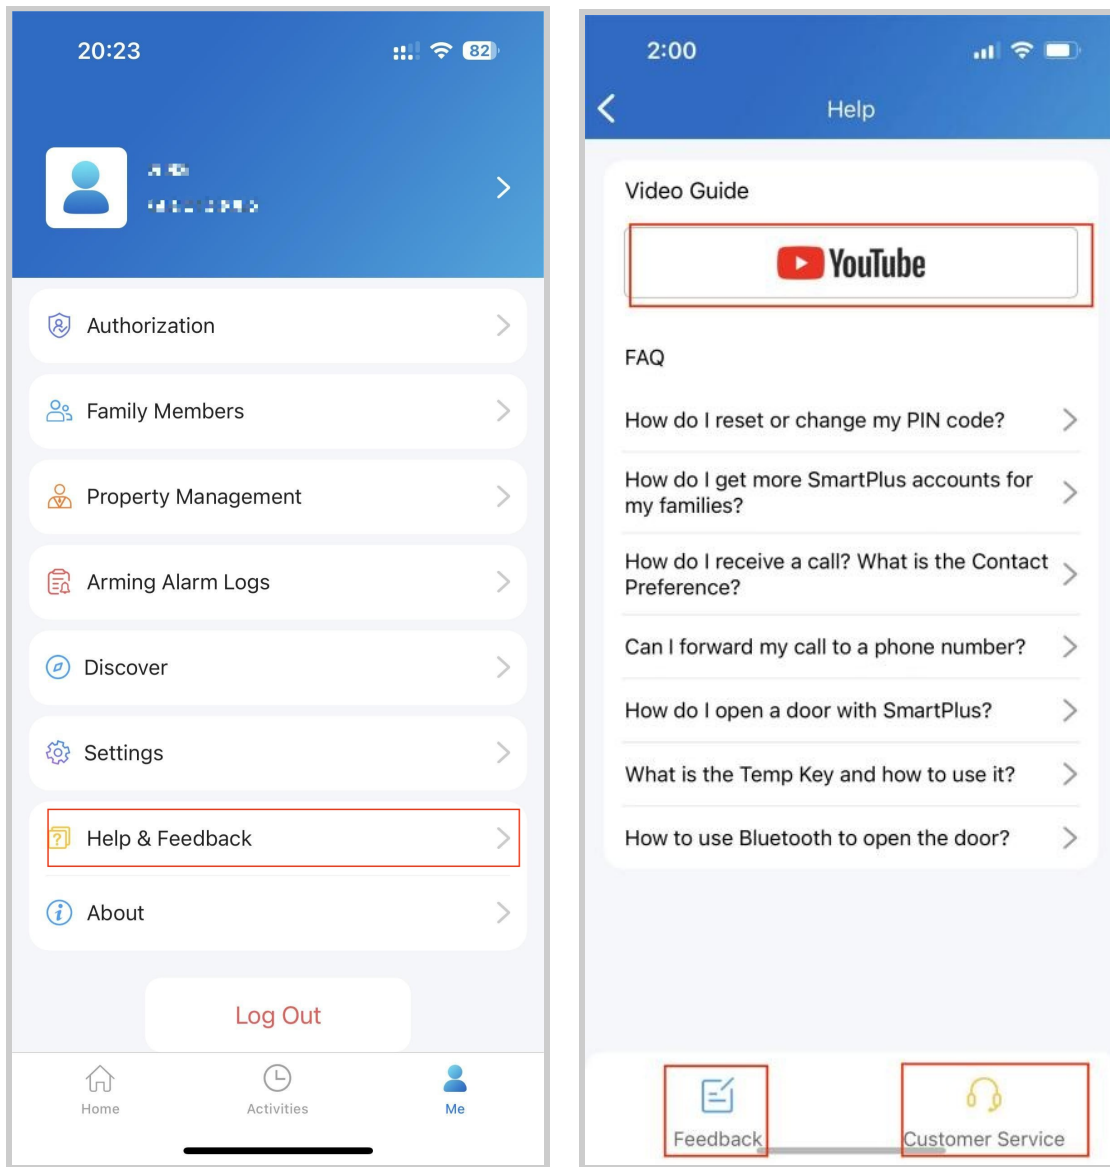 20:23
82
Authorization
Family Members
Property Management
Arming Alarm Logs
Discover
Settings
Help & Feedback
About
Log Out
Home
Activities
Me
2:00
Help
Video Guide
YouTube
FAQ
How do I reset or change my PIN code?
How do I get more SmartPlus accounts for
my families?
How do I receive a call? What is the Contact
Preference?
Can I forward my call to a phone number?
How do I open a door with SmartPlus?
What is the Temp Key and how to use it?
How to use Bluetooth to open the door?
Feedback
Customer Service